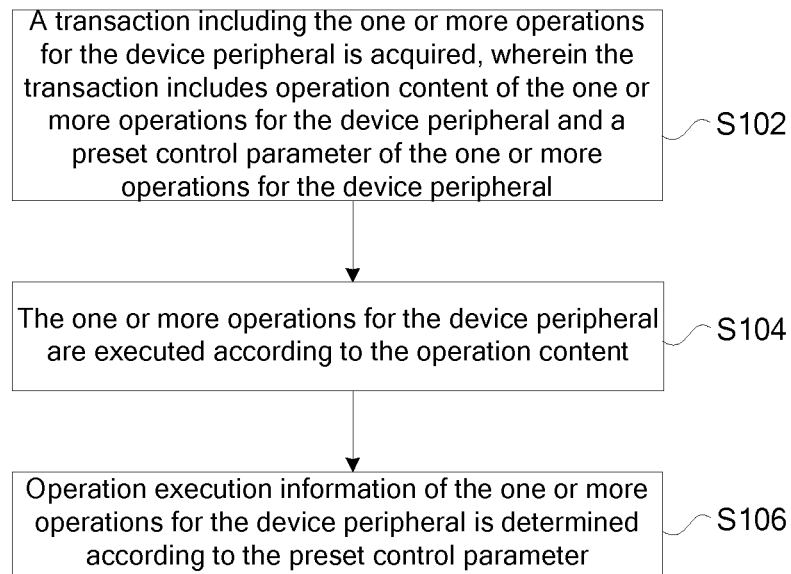 A transaction including the one or more operations
for the device peripheral is acquired, wherein the
transaction includes operation content of the one or
more operations for the device peripheral and a
preset control parameter of the one or more
operations for the device peripheral
S102
The one or more operations for the device peripheral
are executed according to the operation content
S104
Operation execution information of the one or more
operations for the device peripheral is determined
according to the preset control parameter
S106